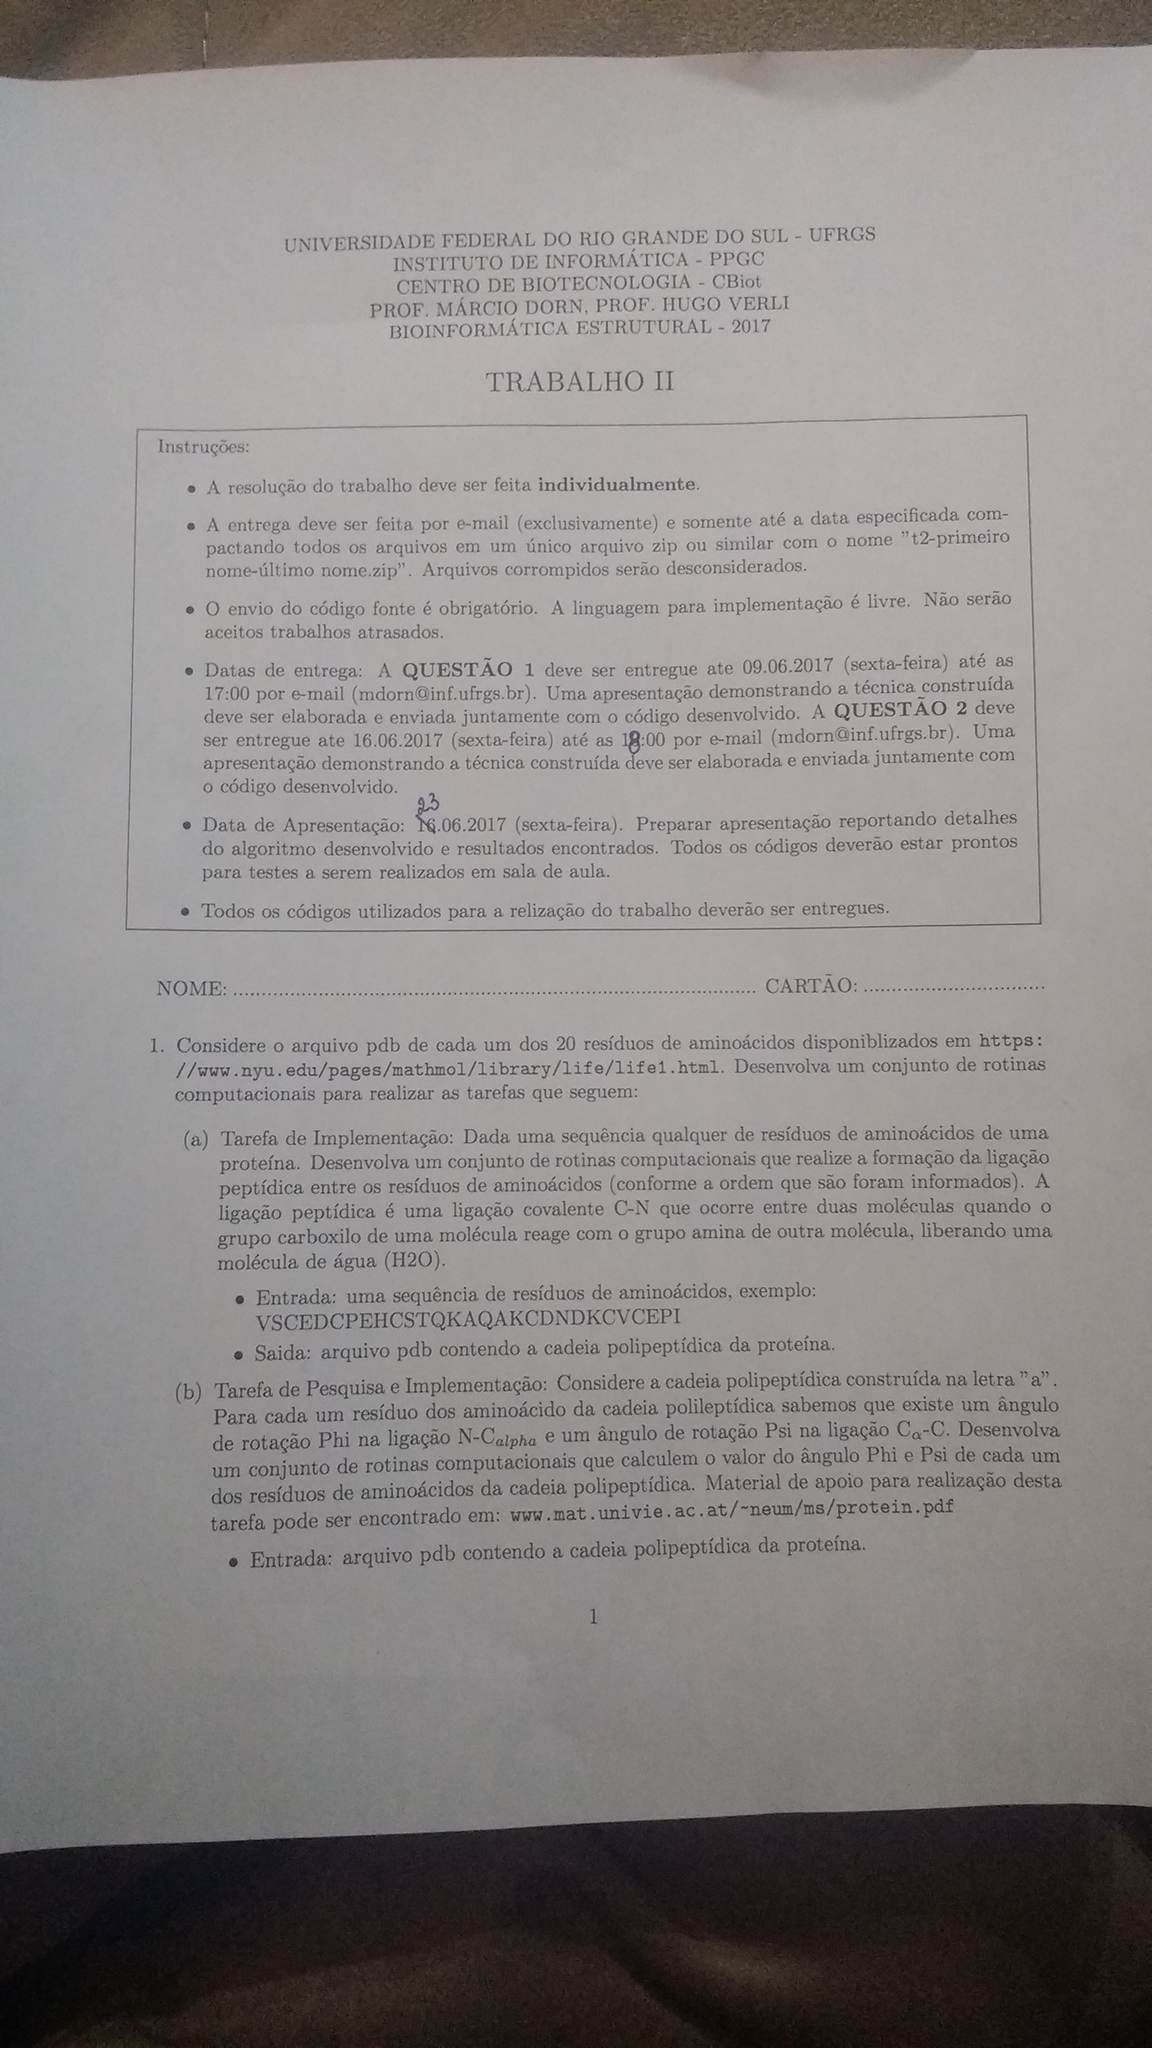 UNIVERSIDADE FEDERAL DO RIO GRANDE DO SUL - UFRGS
INSTITUTO DE INFORMÁTICA - PPGC
CENTRO DE BIOTECNOLOGIA - CBiot
PROF. MÁRCIO DORN, PROF. HUGO VERLI
BIOINFORMÁTICA ESTRUTURAL - 2017
TRABALHO II
Instruções:
• A resolução do trabalho deve ser feita individualmente.
• A entrega deve ser feita por e-mail (exclusivamente) e somente até a data especificada com-
pactando todos os arquivos em um único arquivo zip ou similar com o nome "t2-primeiro
nome-último nome.zip". Arquivos corrompidos serão desconsiderados.
• O envio do código fonte é obrigatório. A linguagem para implementação é livre. Não serão
aceitos trabalhos atrasados.
• Datas de entrega: A QUESTÃO 1 deve ser entregue ate 09.06.2017 (sexta-feira) até as
17:00 por e-mail (mdorn@inf.ufrgs.br). Uma apresentação demonstrando a técnica construída
deve ser elaborada e enviada juntamente com o código desenvolvido. A QUESTÃO 2 deve
ser entregue ate 16.06.2017 (sexta-feira) até as 18:00 por e-mail (mdorn@inf.ufrgs.br). Uma
apresentação demonstrando a técnica construída deve ser elaborada e enviada juntamente com
o código desenvolvido.
23
• Data de Apresentação: 16.06.2017 (sexta-feira). Preparar apresentação reportando detalhes
do algoritmo desenvolvido e resultados encontrados. Todos os códigos deverão estar prontos
para testes a serem realizados em sala de aula.
• Todos os códigos utilizados para a relização do trabalho deverão ser entregues.
NOME: ........................................ CARTÃO: ................................
1. Considere o arquivo pdb de cada um dos 20 resíduos de aminoácidos disponiblizados em https:
//www.nyu.edu/pages/mathmol/library/life/life1.html. Desenvolva um conjunto de rotinas
computacionais para realizar as tarefas que seguem:
(a) Tarefa de Implementação: Dada uma sequência qualquer de resíduos de aminoácidos de uma
proteína. Desenvolva um conjunto de rotinas computacionais que realize a formação da ligação
peptídica entre os resíduos de aminoácidos (conforme a ordem que são foram informados). A
ligação peptídica é uma ligação covalente C-N que ocorre entre duas moléculas quando o
grupo carboxilo de uma molécula reage com o grupo amina de outra molécula, liberando uma
molécula de água (H2O).
• Entrada: uma sequência de resíduos de aminoácidos, exemplo:
VSCEDCPEHCSTQKAQAKCDNDKCVCEPI
• Saida: arquivo pdb contendo a cadeia polipeptídica da proteína.
(b) Tarefa de Pesquisa e Implementação: Considere a cadeia polipeptídica construída na letra "a".
Para cada um resíduo dos aminoácido da cadeia polileptídica sabemos que existe um ângulo
de rotação Phi na ligação N-Calpha e um ângulo de rotação Psi na ligação Cα-C. Desenvolva
um conjunto de rotinas computacionais que calculem o valor do ângulo Phi e Psi de cada um
dos resíduos de aminoácidos da cadeia polipeptídica. Material de apoio para realização desta
tarefa pode ser encontrado em: www.mat.univie.ac.at/~neum/ms/protein.pdf
• Entrada: arquivo pdb contendo a cadeia polipeptídica da proteína.
1